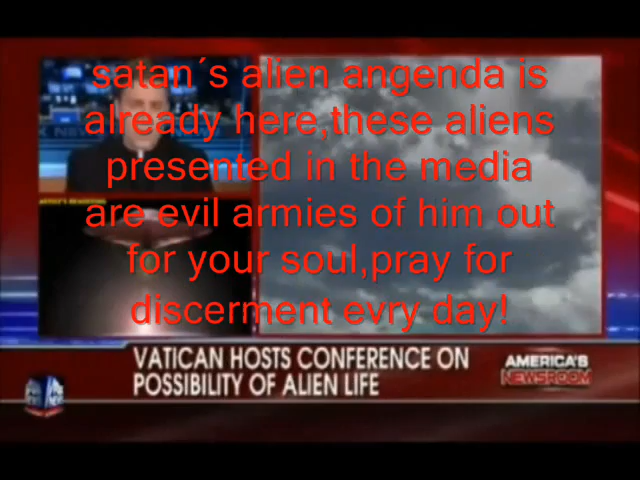 satan´s alien angenda is
already here,these aliens
presented in the media
are evil armies of him out
for your soul,pray for
discerment evry day!
VATICAN HOSTS CONFERENCE ON
POSSIBILITY OF ALIEN LIFE
AMERICA'S
NEWSROOM